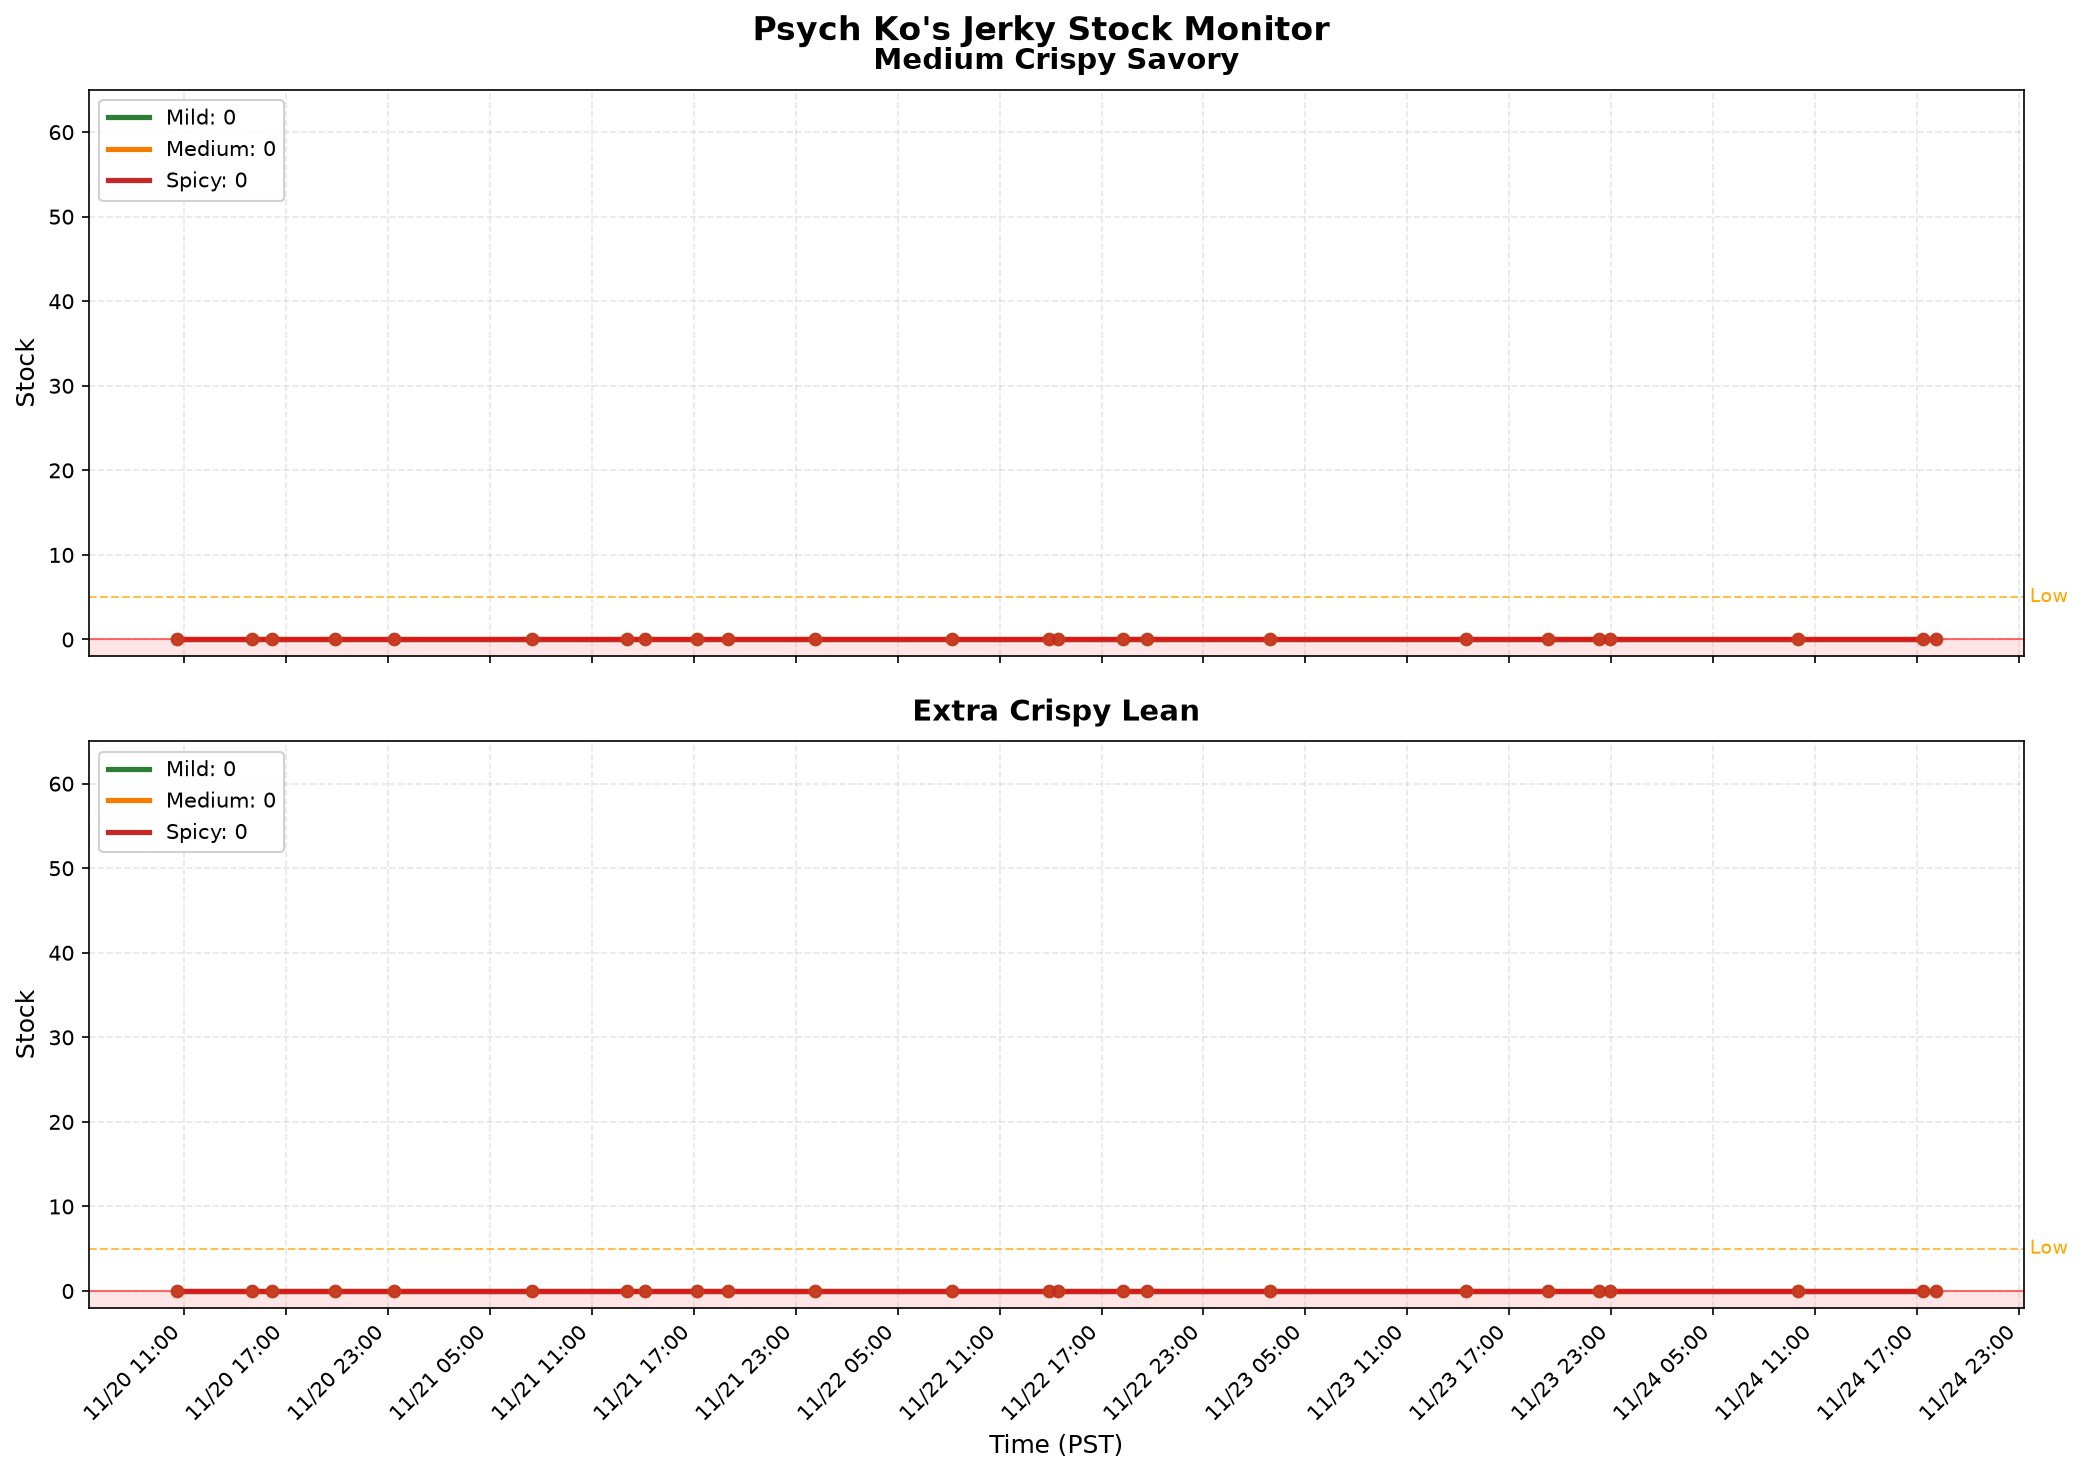 Psych Ko's Jerky Stock Monitor
Medium Crispy Savory
Mild: 0
Medium: 0
Spicy: 0
60
50
40
30
20
10
0
Stock
Low
Extra Crispy Lean
Mild: 0
Medium: 0
Spicy: 0
60
50
40
30
20
10
0
Stock
Low
11/20 11:00
11/20 17:00
11/20 23:00
11/21 05:00
11/21 11:00
11/21 17:00
11/21 23:00
11/22 05:00
11/22 11:00
11/22 17:00
11/22 23:00
11/23 05:00
11/23 11:00
11/23 17:00
11/23 23:00
11/24 05:00
11/24 11:00
11/24 17:00
11/24 23:00
Time (PST)